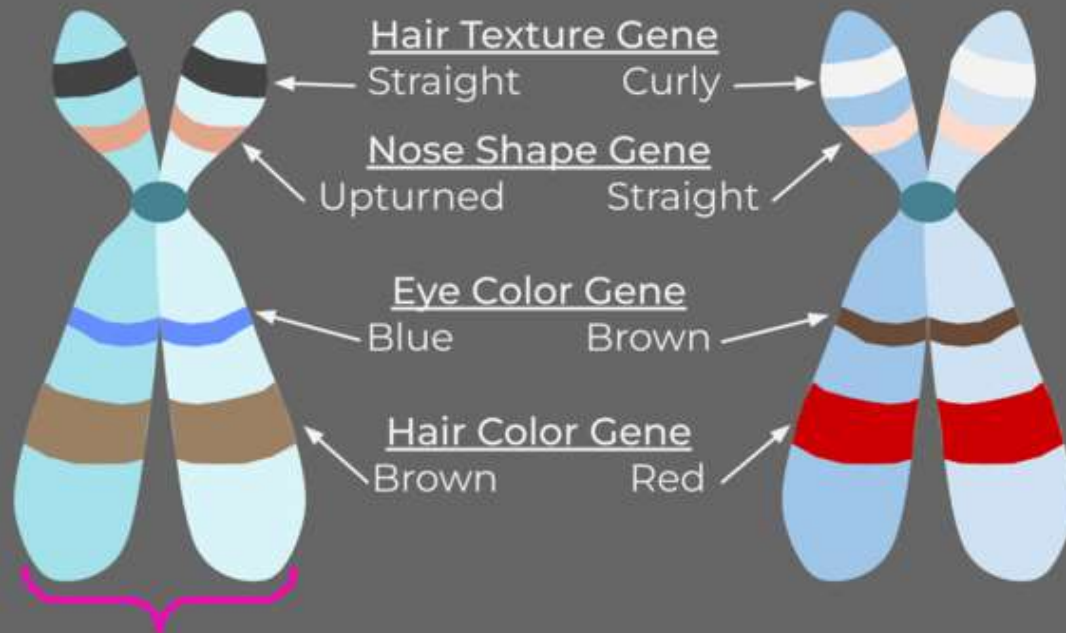 Hair Texture Gene
Straight Curly
Nose Shape Gene
Upturned Straight
Eye Color Gene
Blue Brown
Hair Color Gene
Brown Red